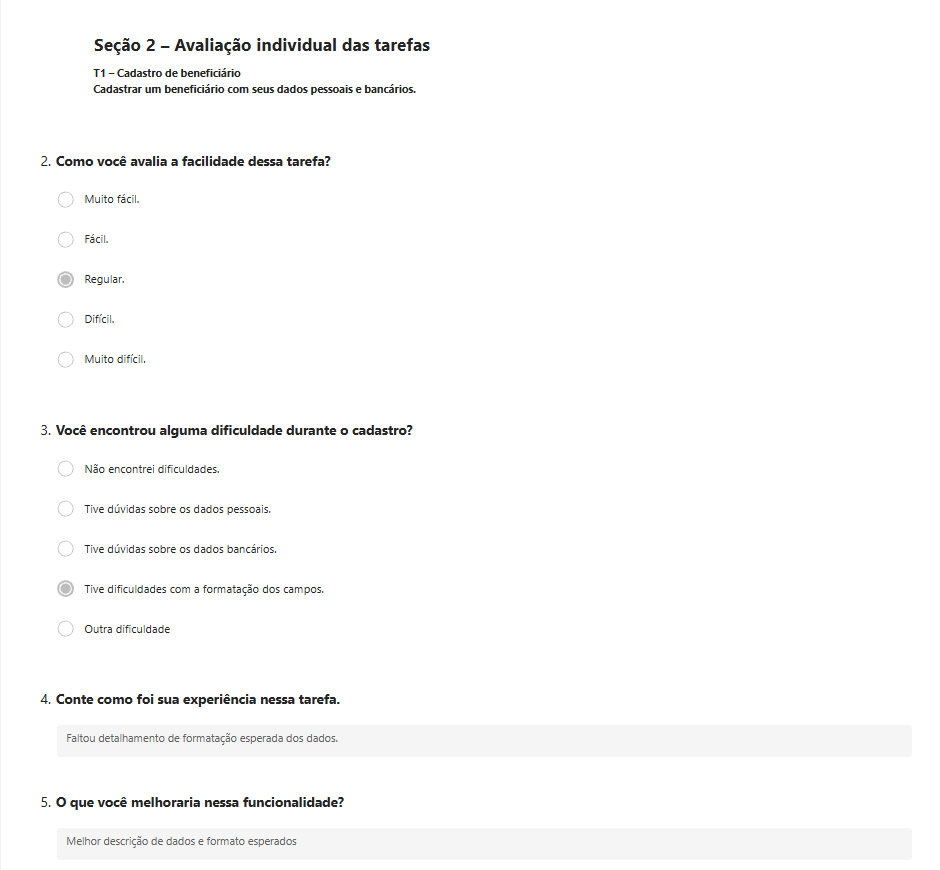 Seção 2 – Avaliação individual das tarefas
T1 – Cadastro de beneficiário
Cadastrar um beneficiário com seus dados pessoais e bancários.
2. Como você avalia a facilidade dessa tarefa?
Muito fácil.
Fácil.
Regular.
Difícil.
Muito difícil.
3. Você encontrou alguma dificuldade durante o cadastro?
Não encontrei dificuldades.
Tive dúvidas sobre os dados pessoais.
Tive dúvidas sobre os dados bancários.
Tive dificuldades com a formatação dos campos.
Outra dificuldade
4. Conte como foi sua experiência nessa tarefa.
Faltou detalhamento de formatação esperada dos dados.
5. O que você melhoraria nessa funcionalidade?
Melhor descrição de dados e formato esperados